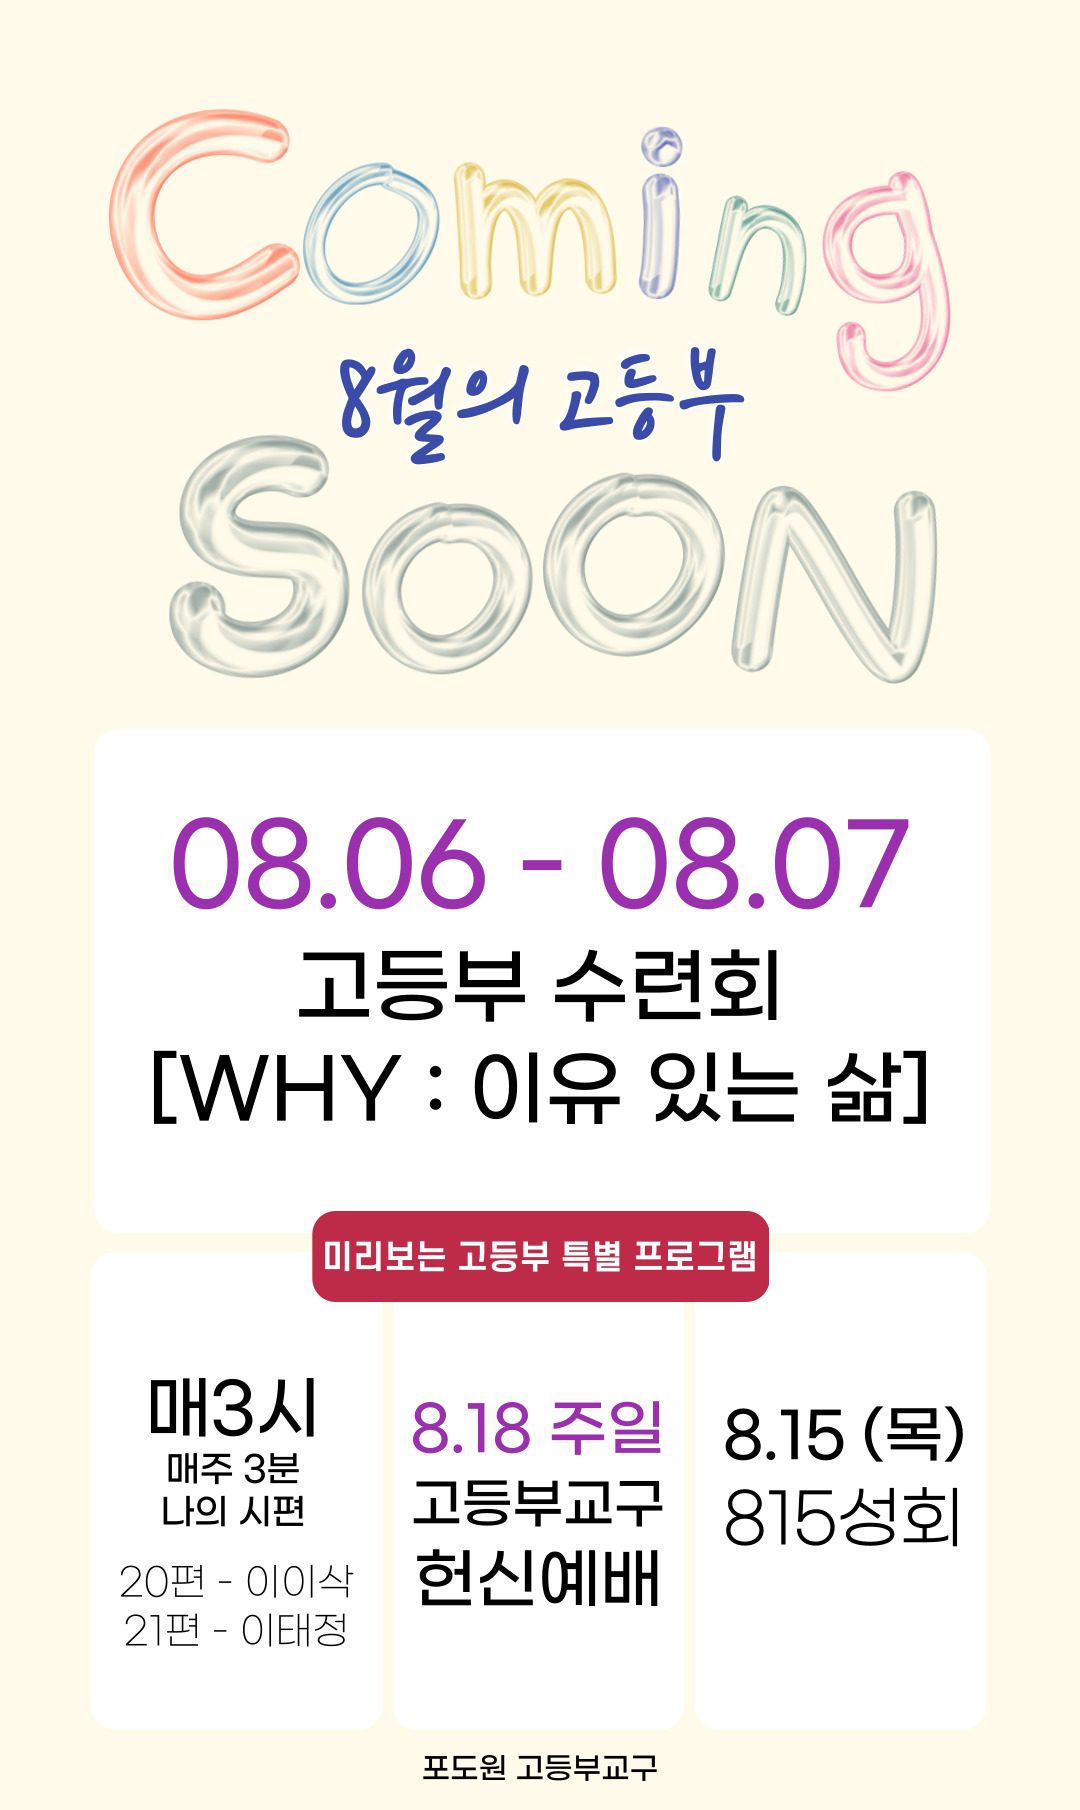 Coming
8월의 고등부
SOON
08.06 - 08.07
고등부 수련회
[WHY : 이유 있는 삶]
미리보는 고등부 특별 프로그램
매3시
매주 3분
나의 시편
20편 - 이이삭
21편 - 이태정
8.18 주일
고등부교구
헌신예배
8.15 (목)
815성회
포도원 고등부교구